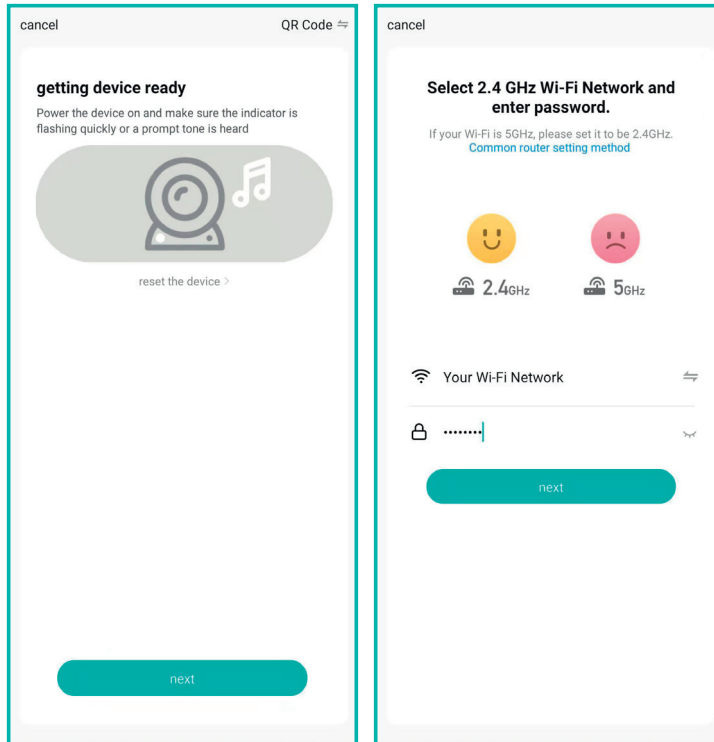 cancel
QR Code
getting device ready
Power the device on and make sure the indicator is
flashing quickly or a prompt tone is heard
reset the device >
next
cancel
Select 2.4 GHz Wi-Fi Network and
enter password.
If your Wi-Fi is 5GHz, please set it to be 2.4GHz.
Common router setting method
2.4GHz
5GHz
Your Wi-Fi Network
••••••••
next